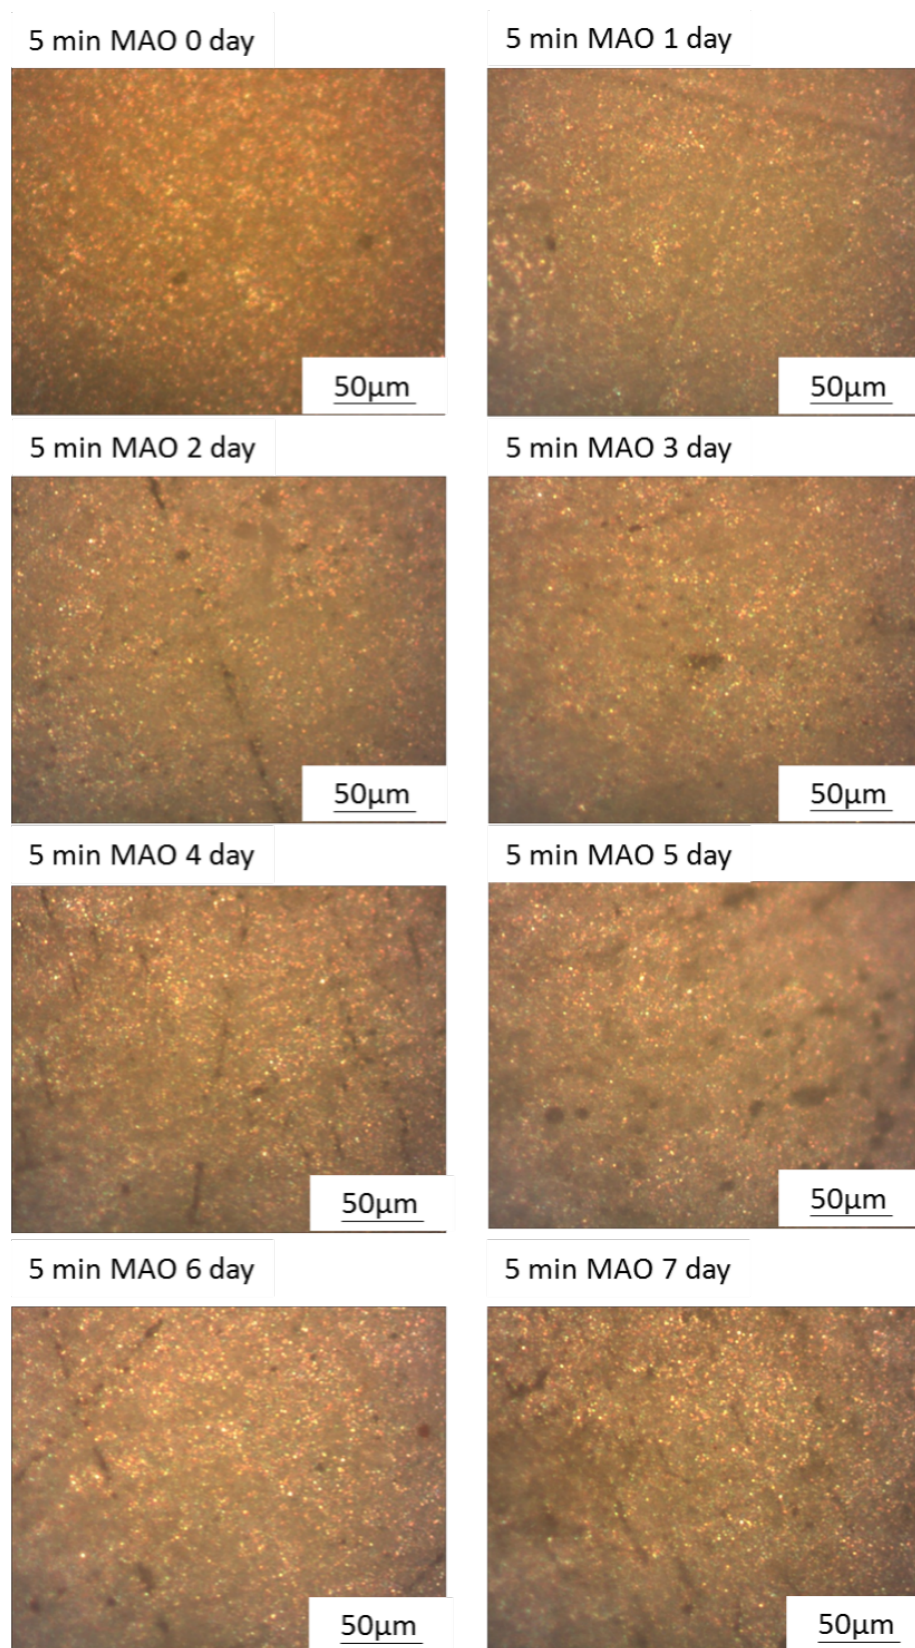 5 min MAO 0 day
5 min MAO 1 day
50μm
50μm
5 min MAO 2 day
5 min MAO 3 day
50μm
50μm
5 min MAO 4 day
5 min MAO 5 day
50μm
50μm
5 min MAO 6 day
5 min MAO 7 day
50μm
50μm